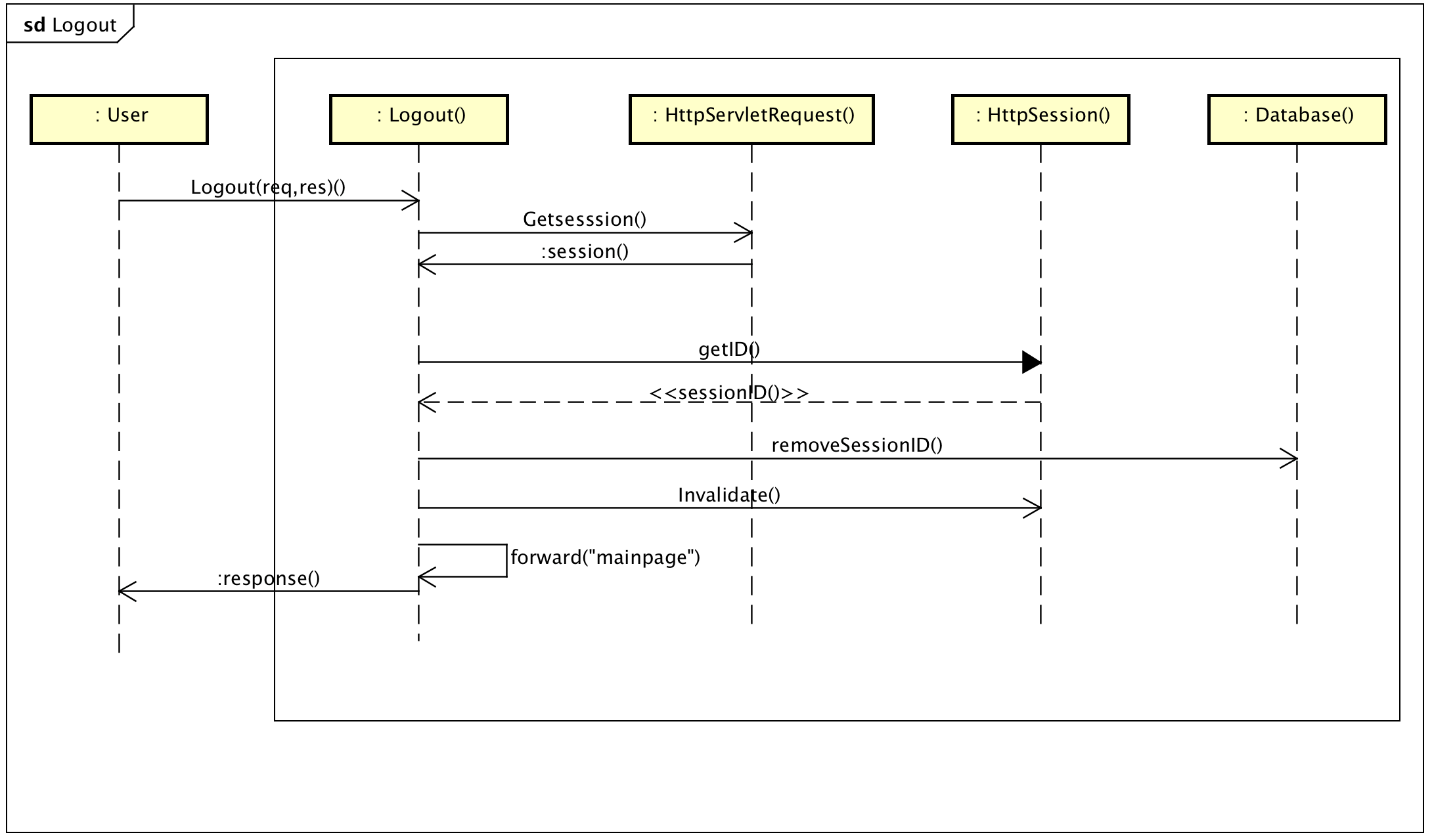 sd Logout
: User
: Logout()
: HttpServletRequest()
: HttpSession()
: Database()
Logout(req,res)()
Getsesssion()
:session()
getID()
<<sessionID()>>
removeSessionID()
Invalidate()
forward("mainpage")
:response()